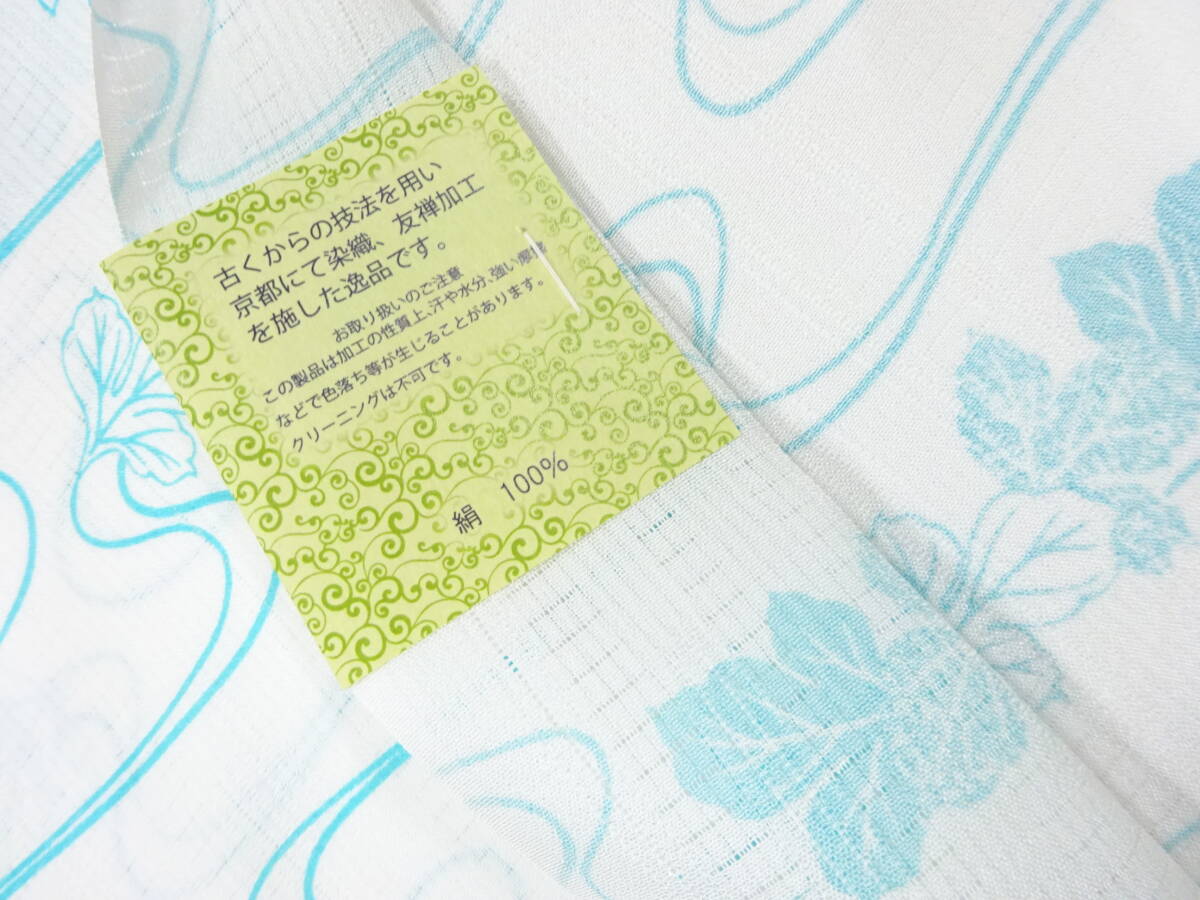 古くからの技法を用い
京都にて染織、友禅加工
を施した逸品です。
お取り扱いのご注意
この製品は加工の性質上、汗や水分、強い摩
などで色落ち等が生じることがあります。
クリーニングは不可です。
絹 100%